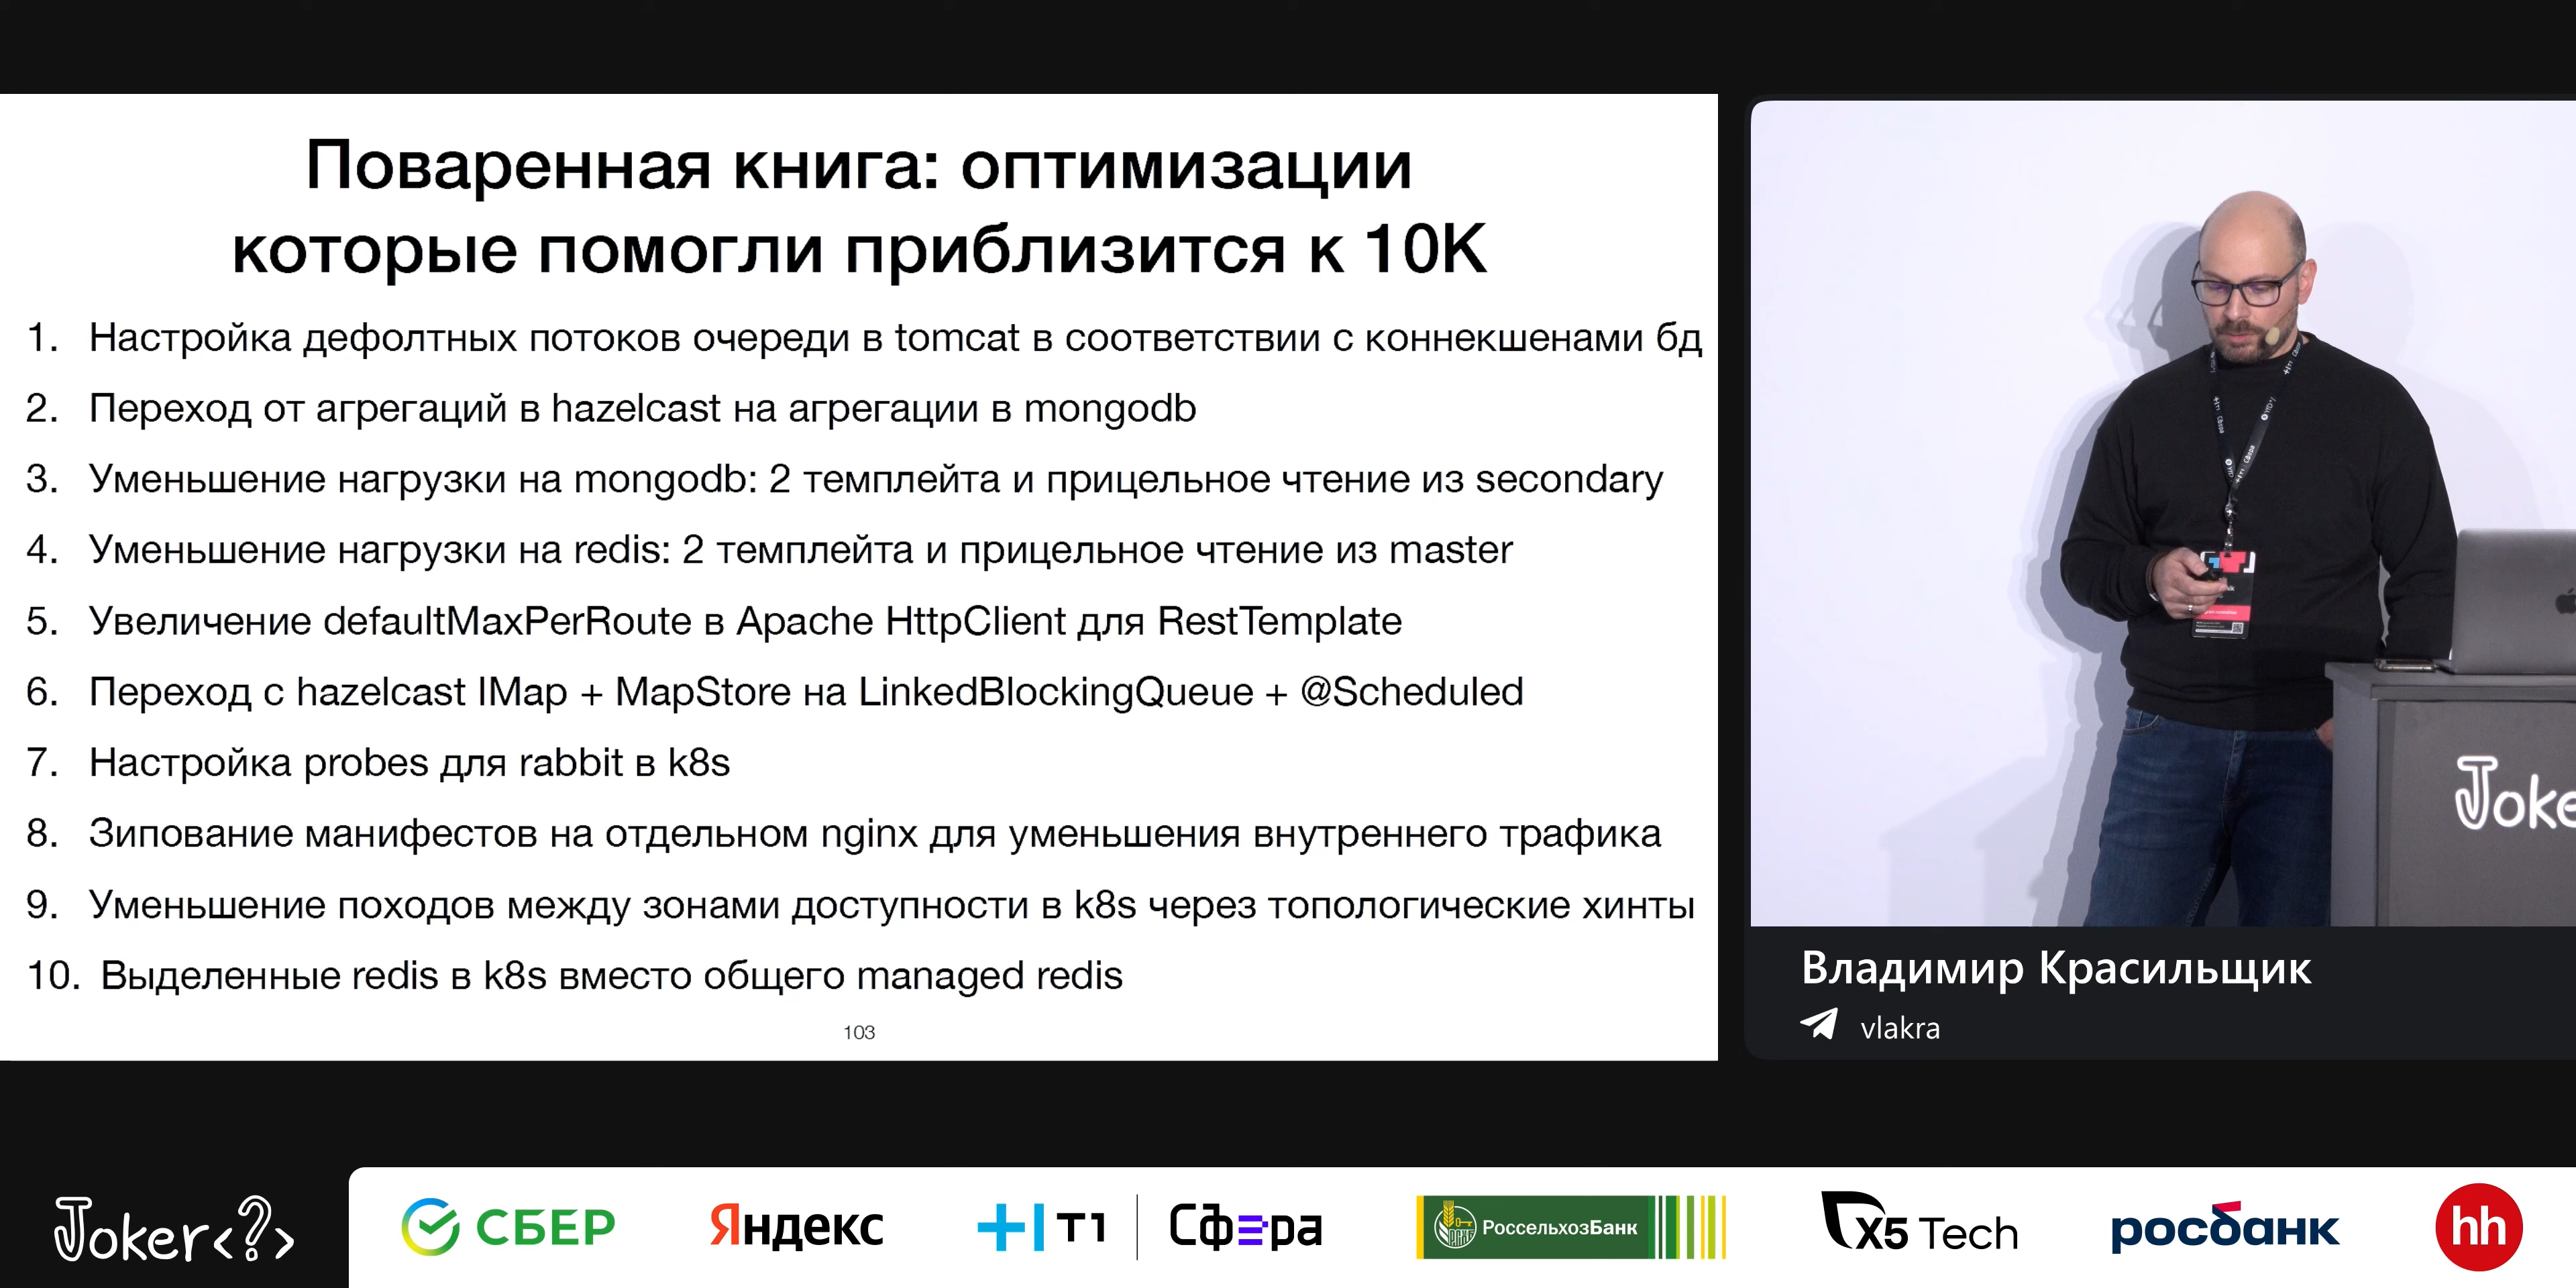 Поваренная книга: оптимизации
которые помогли приблизится к 10K
1. Настройка дефолтных потоков очереди в tomcat в соответствии с коннекшенами бд
2. Переход от агрегаций в hazelcast на агрегации в mongodb
3. Уменьшение нагрузки на mongodb: 2 темплейта и прицельное чтение из secondary
4. Уменьшение нагрузки на redis: 2 темплейта и прицельное чтение из master
5. Увеличение defaultMaxPerRoute в Apache HttpClient для RestTemplate
6. Переход с hazelcast IMap + MapStore на LinkedBlockingQueue + @Scheduled
7. Настройка probes для rabbit в k8s
8. Зипование манифестов на отдельном nginx для уменьшения внутреннего трафика
9. Уменьшение походов между зонами доступности в k8s через топологические хинты
10. Выделенные redis в k8s вместо общего managed redis
103
Joke
Владимир Красильщик
vlakra
Joker<?>
СБЕР
Яндекс
Т1
Сфера
РоссельхозБанк
X5 Tech
росбанк
hh